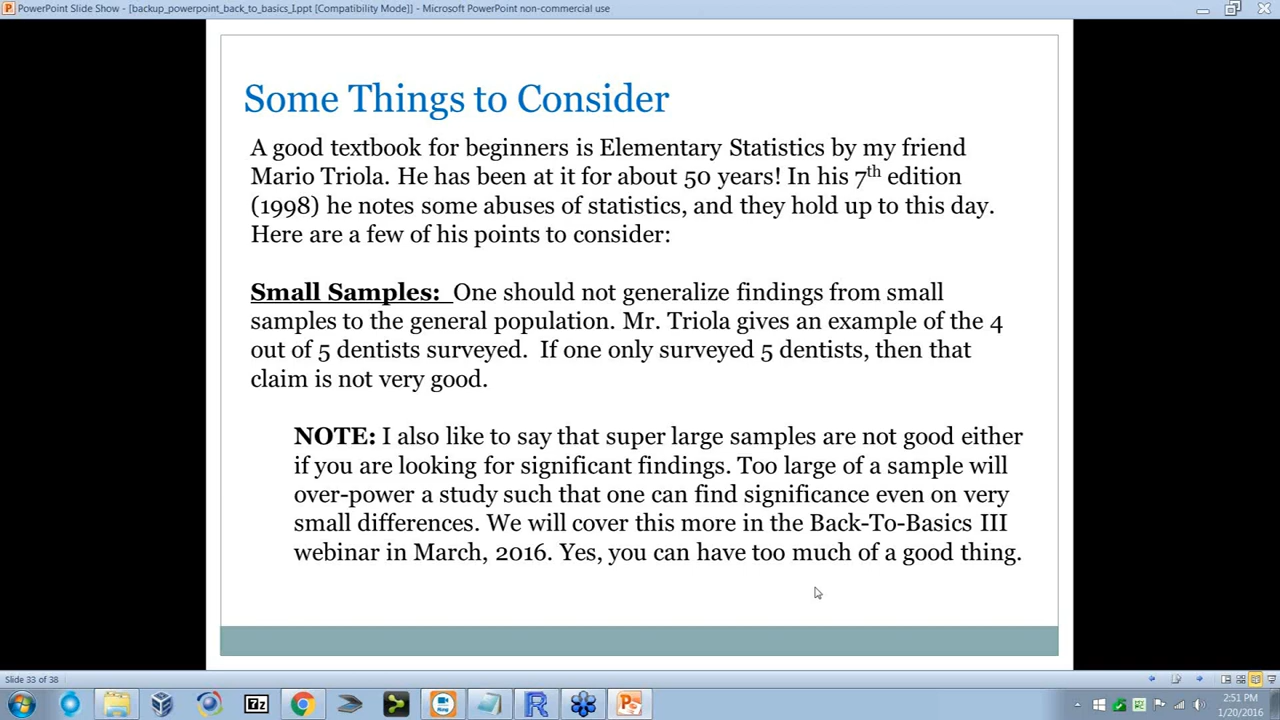 PowerPoint Slide Show - [backup_powerpoint_back_to_basics_I.ppt [Compatibility Mode]] - Microsoft PowerPoint non-commercial use
Some Things to Consider
A good textbook for beginners is Elementary Statistics by my friend
Mario Triola. He has been at it for about 50 years! In his 7th edition
(1998) he notes some abuses of statistics, and they hold up to this day.
Here are a few of his points to consider:
Small Samples: One should not generalize findings from small
samples to the general population. Mr. Triola gives an example of the 4
out of 5 dentists surveyed. If one only surveyed 5 dentists, then that
claim is not very good.
NOTE: I also like to say that super large samples are not good either
if you are looking for significant findings. Too large of a sample will
over-power a study such that one can find significance even on very
small differences. We will cover this more in the Back-To-Basics III
webinar in March, 2016. Yes, you can have too much of a good thing.
Slide 33 of 38
7z
R
2:51 PM
1/20/2016